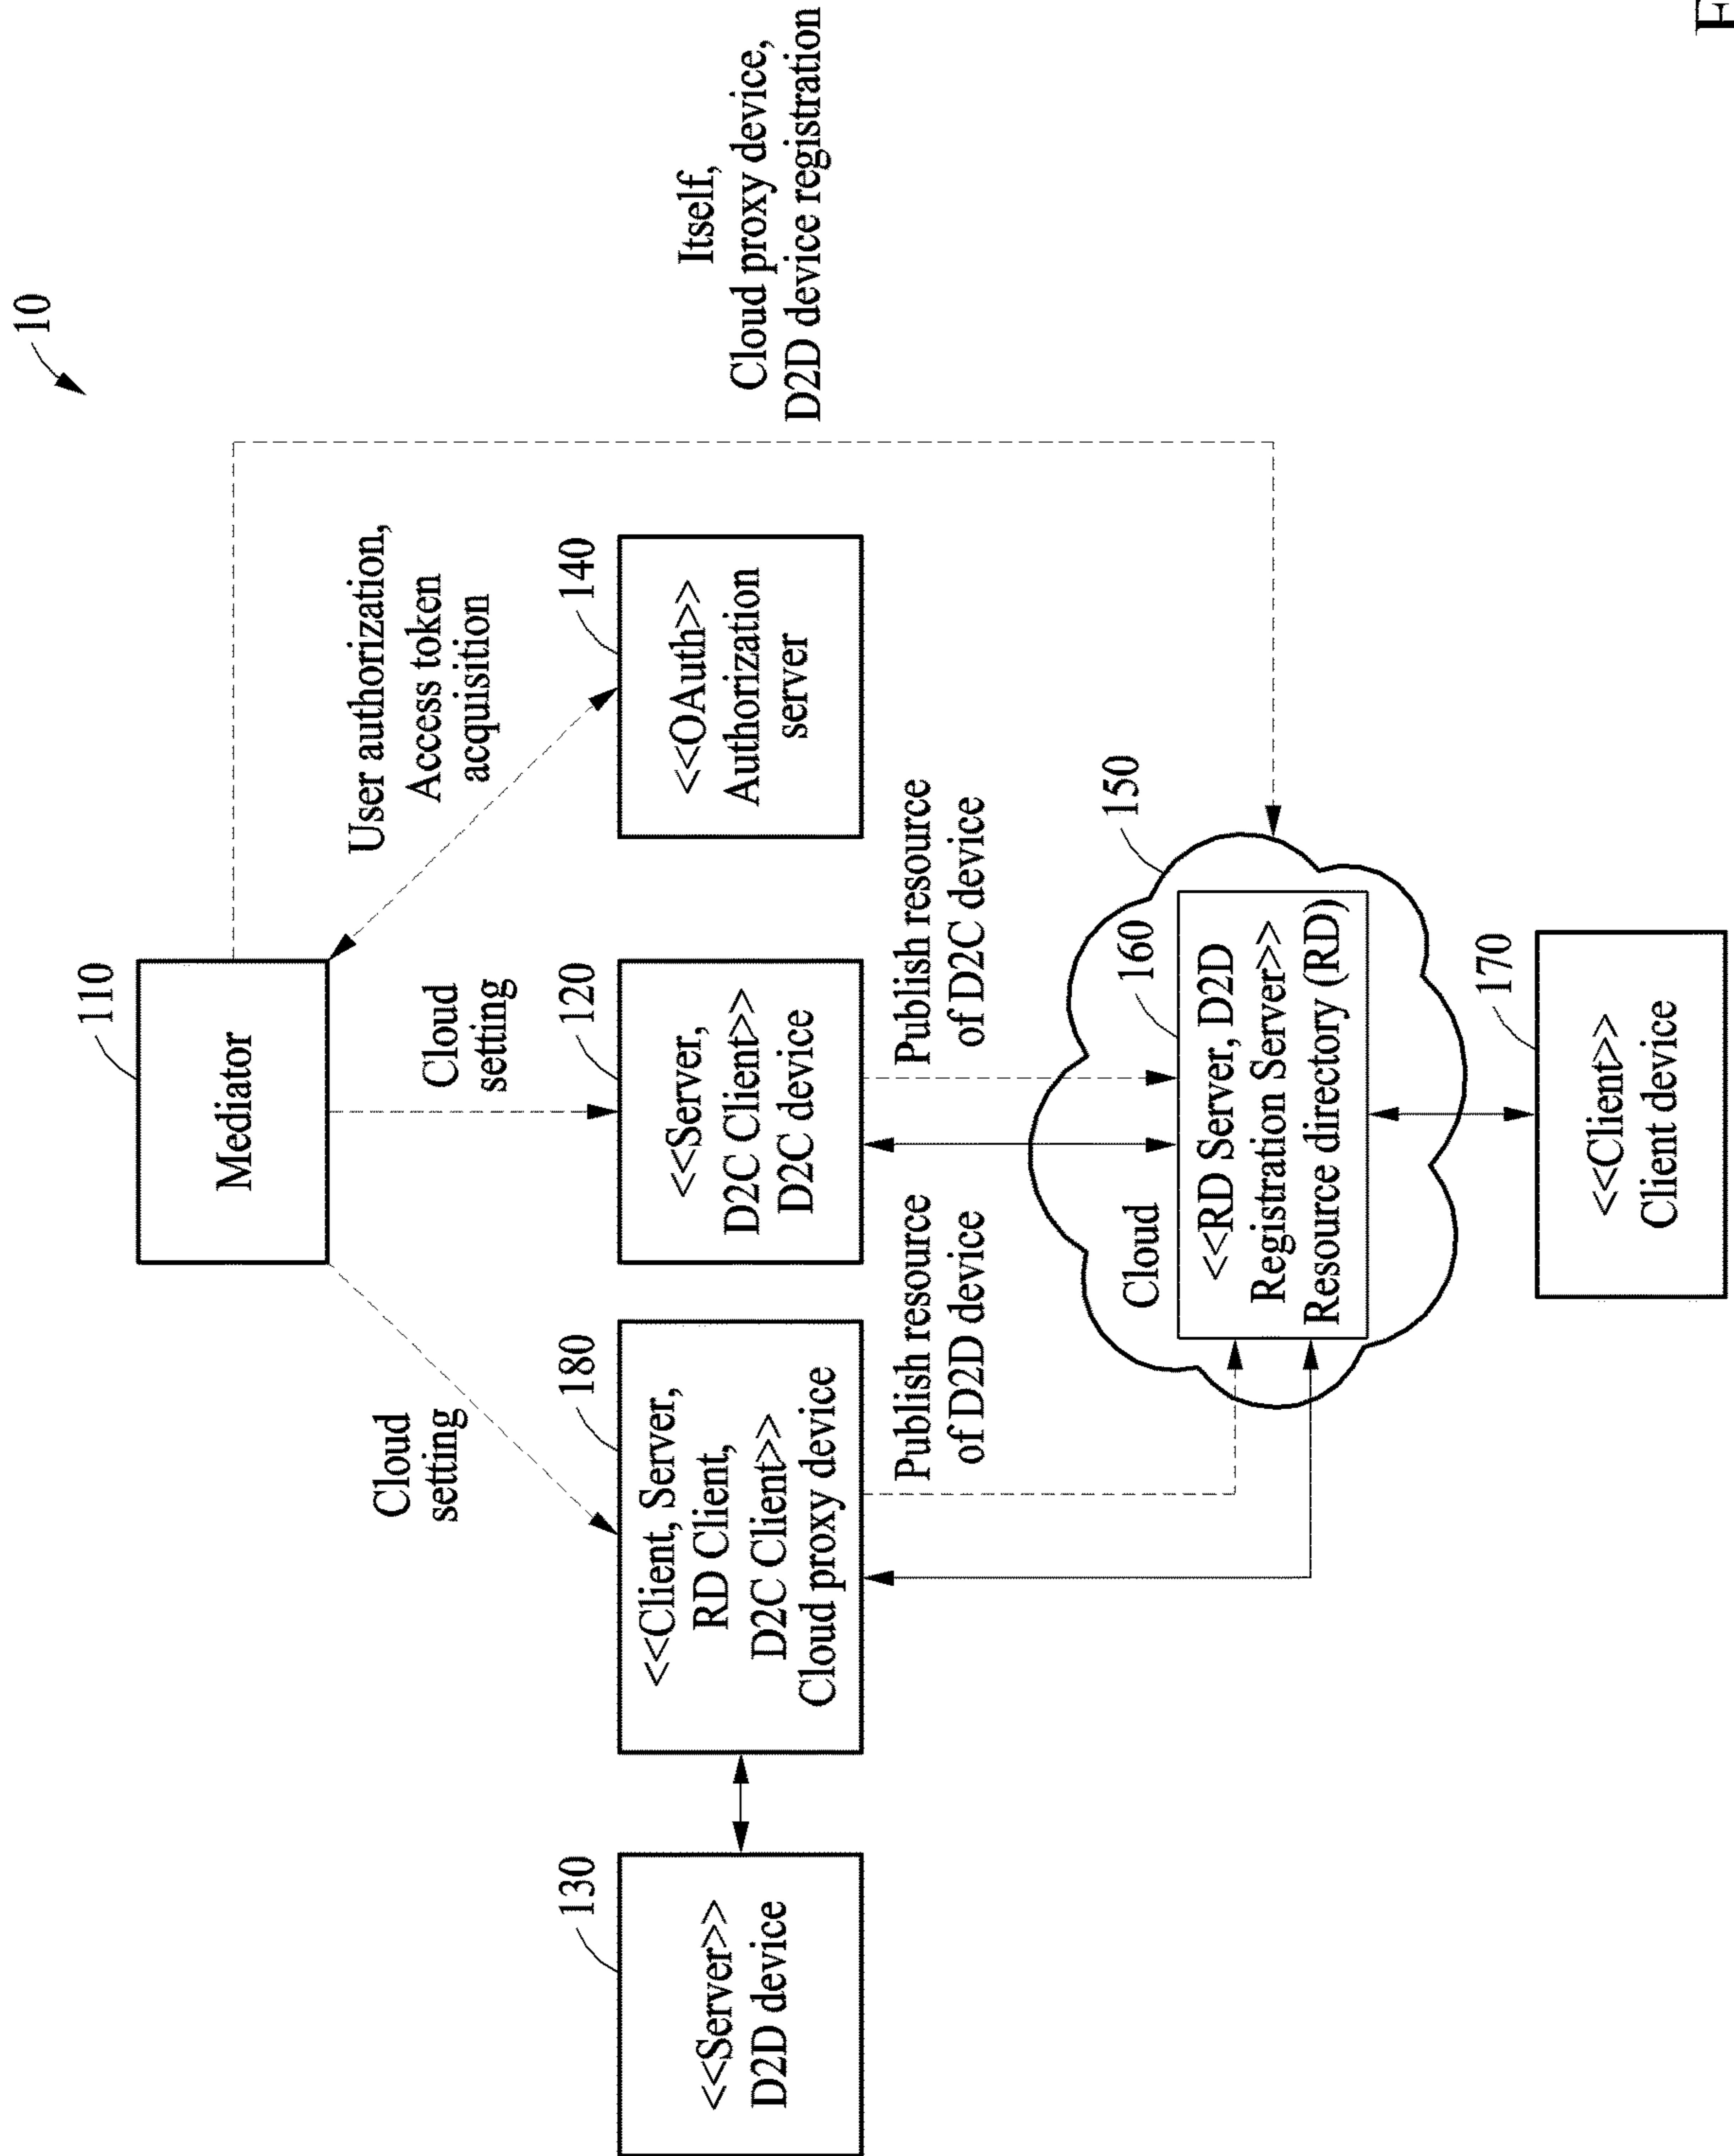 10
110
Mediator
Cloud
setting
Cloud
setting
User authorization,
Access token
acquisition
Itself,
Cloud proxy device,
D2D device registration
130
<<Server>>
D2D device
180
<<Client, Server,
RD Client,
D2C Client>>
Cloud proxy device
120
<<Server,
D2C Client>>
D2C device
140
<<OAuth>>
Authorization
server
Publish resource
of D2D device
Publish resource
of D2C device
150
Cloud
160
<<RD Server, D2D
Registration Server>>
Resource directory (RD)
170
<<Client>>
Client device